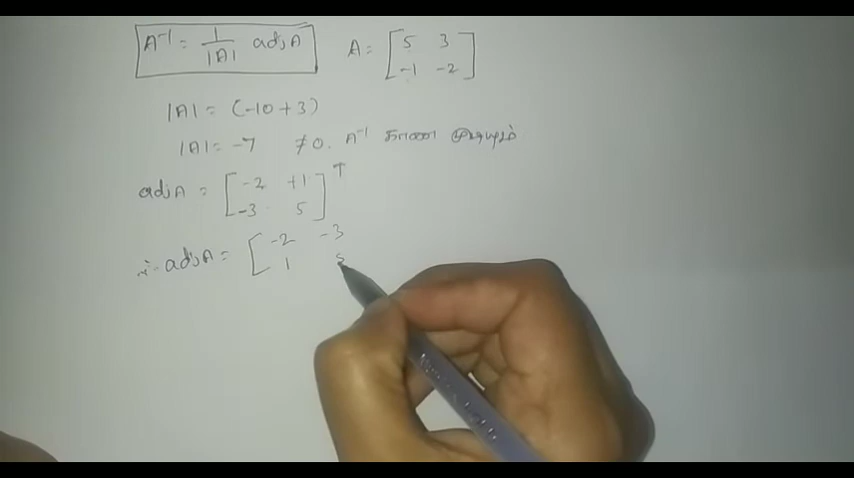 A⁻¹ = 1/|A| adj A   A = [5 3; -1 -2]
|A| = (-10+3)
|A| = -7 ≠ 0. A⁻¹ காண முடியும்
adj A = [-2 +1; -3 5]ᵀ
∴ adj A = [-2 -3; 1 5